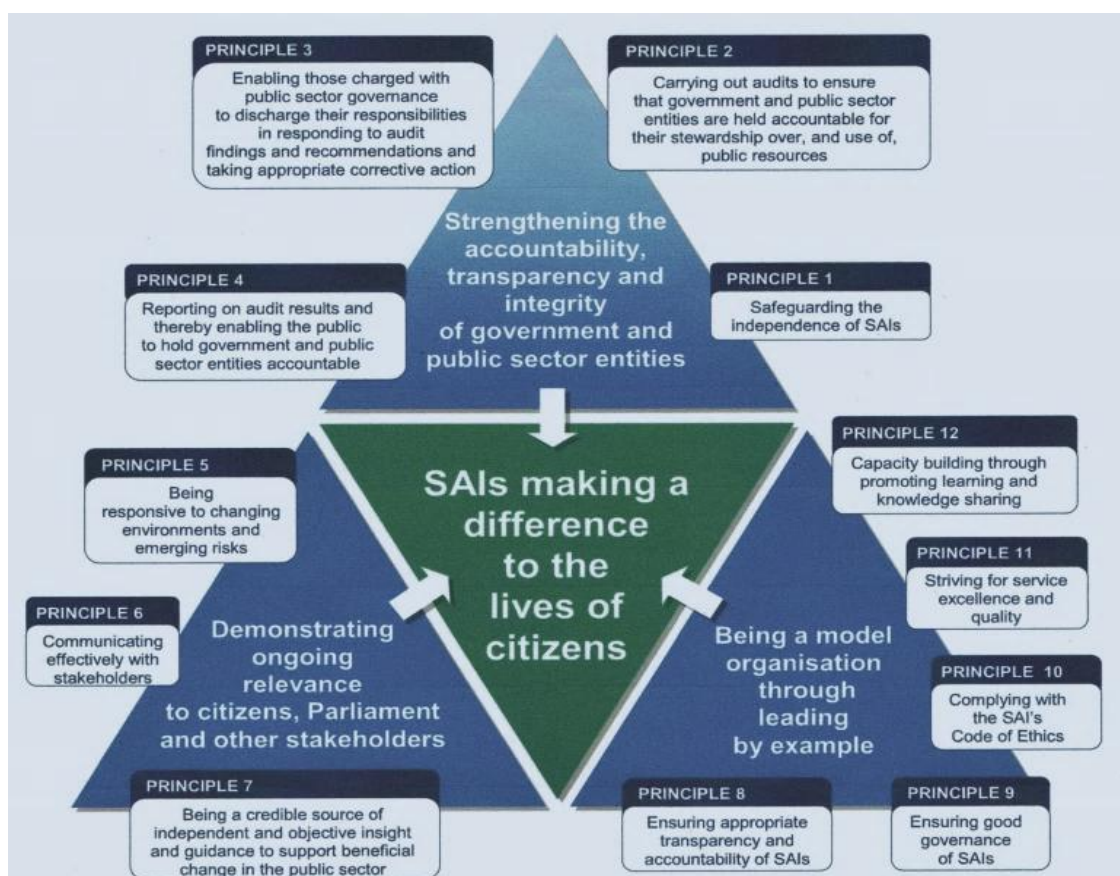 PRINCIPLE 3
Enabling those charged with
public sector governance
to discharge their responsibilities
in responding to audit
findings and recommendations and
taking appropriate corrective action
PRINCIPLE 2
Carrying out audits to ensure
that government and public sector
entities are held accountable for
their stewardship over, and use of,
public resources
Strengthening the
accountability,
transparency and
integrity
of government and
public sector entities
PRINCIPLE 4
Reporting on audit results and
thereby enabling the public
to hold government and public
sector entities accountable
PRINCIPLE 1
Safeguarding the
independence of SAIs
PRINCIPLE 5
Being
responsive to changing
environments and
emerging risks
SAIs making a
difference
to the
lives of
citizens
PRINCIPLE 12
Capacity building through
promoting learning and
knowledge sharing
PRINCIPLE 11
Striving for service
excellence and
quality
PRINCIPLE 6
Communicating
effectively with
stakeholders
Demonstrating
ongoing
relevance
to citizens, Parliament
and other stakeholders
Being a model
organisation
through
leading
by example
PRINCIPLE 10
Complying with
the SAI's
Code of Ethics
PRINCIPLE 7
Being a credible source of
independent and objective insight
and guidance to support beneficial
change in the public sector
PRINCIPLE 8
Ensuring appropriate
transparency and
accountability of SAIs
PRINCIPLE 9
Ensuring good
governance
of SAIs